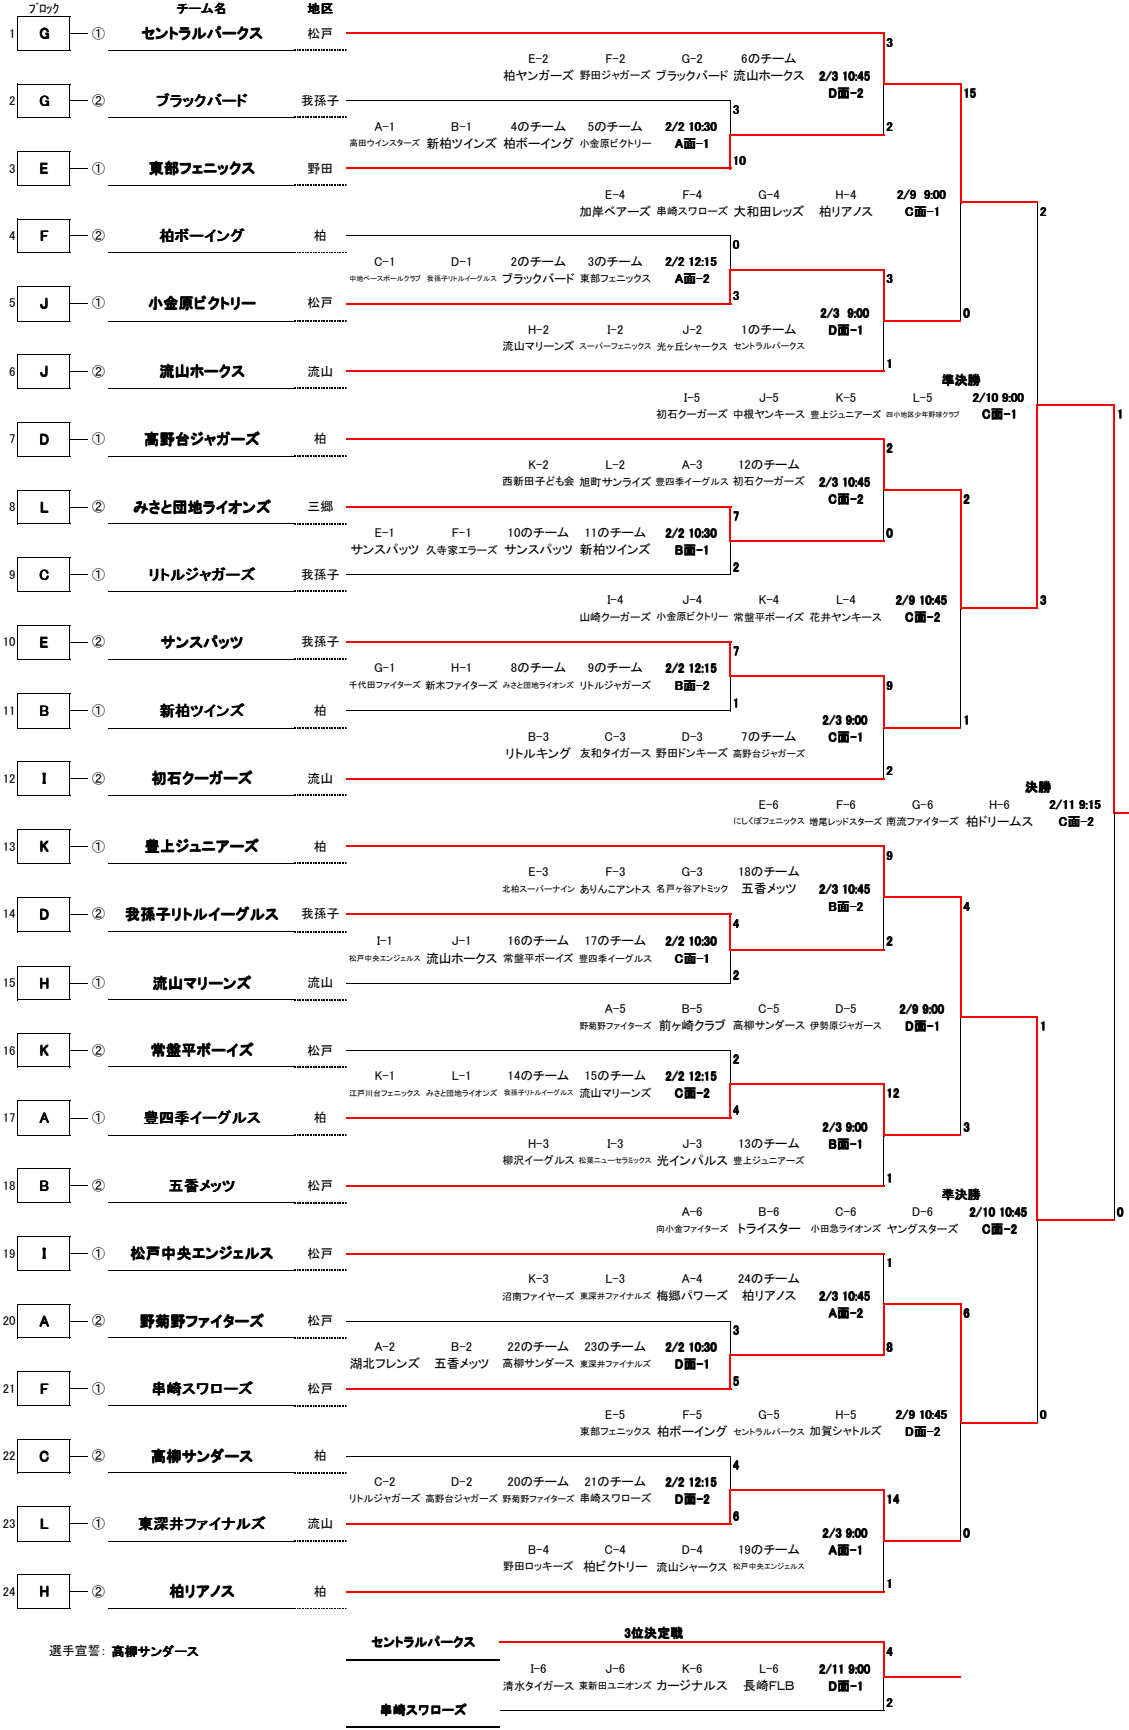 ブロック チーム名 地区
1 G ① セントラルパークス 松戸
3
E-2 F-2 G-2 6のチーム
柏ヤンガーズ 野田ジャガーズ ブラックバード 流山ホークス 2/3 10:45
D面-2
15
2 G ② ブラックバード 我孫子
3
A-1 B-1 4のチーム 5のチーム 2/2 10:30
2
高田ウインスターズ 新柏ツインズ 柏ボーイング 小金原ビクトリー A面-1
10
3 E ① 東部フェニックス 野田
E-4 F-4 G-4 H-4 2/9 9:00
加岸ベアーズ 串崎スワローズ 大和田レッズ 柏リアノス C面-1
2
4 F ② 柏ボーイング 柏
0
C-1 D-1 2のチーム 3のチーム 2/2 12:15
中地ベースボールクラブ 我孫子リトルイーグルス ブラックバード 東部フェニックス A面-2
3
3
5 J ① 小金原ビクトリー 松戸
2/3 9:00
0
H-2 I-2 J-2 1のチーム D面-1
流山マリーンズ スーパーフェニックス 光ヶ丘シャークス セントラルパークス
1
6 J ② 流山ホークス 流山
準決勝
I-5 J-5 K-5 L-5 2/10 9:00
初石クーガーズ 中根ヤンキース 豊上ジュニアーズ 四小地区少年野球クラブ C面-1
1
7 D ① 高野台ジャガーズ 柏
2
K-2 L-2 A-3 12のチーム
西新田子ども会 旭町サンライズ 豊四季イーグルス 初石クーガーズ 2/3 10:45
C面-2
2
8 L ② みさと団地ライオンズ 三郷
7
E-1 F-1 10のチーム 11のチーム 2/2 10:30
0
サンスパッツ 久寺家エラーズ サンスパッツ 新柏ツインズ B面-1
2
9 C ① リトルジャガーズ 我孫子
I-4 J-4 K-4 L-4 2/9 10:45
3
山崎クーガーズ 小金原ビクトリー 常盤平ボーイズ 花井ヤンキース C面-2
10 E ② サンスパッツ 我孫子
7
G-1 H-1 8のチーム 9のチーム 2/2 12:15
千代田ファイターズ 新木ファイターズ みさと団地ライオンズ リトルジャガーズ B面-2
9
1
11 B ① 新柏ツインズ 柏
2/3 9:00
1
B-3 C-3 D-3 7のチーム C面-1
リトルキング 友和タイガース 野田ドンキーズ 高野台ジャガーズ
2
12 I ② 初石クーガーズ 流山
決勝
E-6 F-6 G-6 H-6 2/11 9:15
にしくぼフェニックス 増尾レッドスターズ 南流ファイターズ 柏ドリームス C面-2
13 K ① 豊上ジュニアーズ 柏
9
E-3 F-3 G-3 18のチーム
北柏スーパーナイン ありんこアントス 名戸ヶ谷アトミック 五香メッツ 2/3 10:45
B面-2
4
14 D ② 我孫子リトルイーグルス 我孫子
4
I-1 J-1 16のチーム 17のチーム 2/2 10:30
2
松戸中央エンジェルス 流山ホークス 常盤平ボーイズ 豊四季イーグルス C面-1
2
15 H ① 流山マリーンズ 流山
A-5 B-5 C-5 D-5 2/9 9:00
野菊野ファイターズ 前ヶ崎クラブ 高柳サンダース 伊勢原ジャガース D面-1
1
16 K ② 常盤平ボーイズ 松戸
2
K-1 L-1 14のチーム 15のチーム 2/2 12:15
江戸川台フェニックス みさと団地ライオンズ 我孫子リトルイーグルス 流山マリーンズ C面-2
12
4
17 A ① 豊四季イーグルス 柏
2/3 9:00
3
H-3 I-3 J-3 13のチーム B面-1
柳沢イーグルス 松葉ニューセラミックス 光インパルス 豊上ジュニアーズ
1
18 B ② 五香メッツ 松戸
準決勝
A-6 B-6 C-6 D-6 2/10 10:45
0
向小金ファイターズ トライスター 小田急ライオンズ ヤングスターズ C面-2
19 I ① 松戸中央エンジェルス 松戸
1
K-3 L-3 A-4 24のチーム
沼南ファイヤーズ 東深井ファイナルズ 梅郷パワーズ 柏リアノス 2/3 10:45
A面-2
6
20 A ② 野菊野ファイターズ 松戸
3
A-2 B-2 22のチーム 23のチーム 2/2 10:30
8
湖北フレンズ 五香メッツ 高柳サンダース 東深井ファイナルズ D面-1
5
21 F ① 串崎スワローズ 松戸
E-5 F-5 G-5 H-5 2/9 10:45
0
東部フェニックス 柏ボーイング セントラルパークス 加賀シャトルズ D面-2
22 C ② 高柳サンダース 柏
4
C-2 D-2 20のチーム 21のチーム 2/2 12:15
リトルジャガーズ 高野台ジャガーズ 野菊野ファイターズ 串崎スワローズ D面-2
14
6
23 L ① 東深井ファイナルズ 流山
2/3 9:00
0
B-4 C-4 D-4 19のチーム A面-1
野田ロッキーズ 柏ビクトリー 流山シャークス 松戸中央エンジェルス
1
24 H ② 柏リアノス 柏
3位決定戦
選手宣誓: 高柳サンダース
セントラルパークス
4
I-6 J-6 K-6 L-6 2/11 9:00
清水タイガース 東新田ユニオンズ カージナルス 長崎FLB D面-1
2
串崎スワローズ